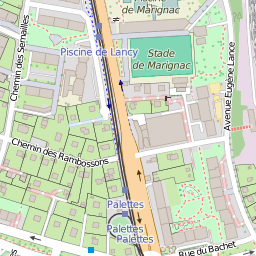 de Marignac
Chemin des Semailles
Piscine de Lancy
Stade
de Marignac
Avenue Eugène Lance
Chemin des Rambossons
Palettes
Palettes
Palettes
Rue du Bachet